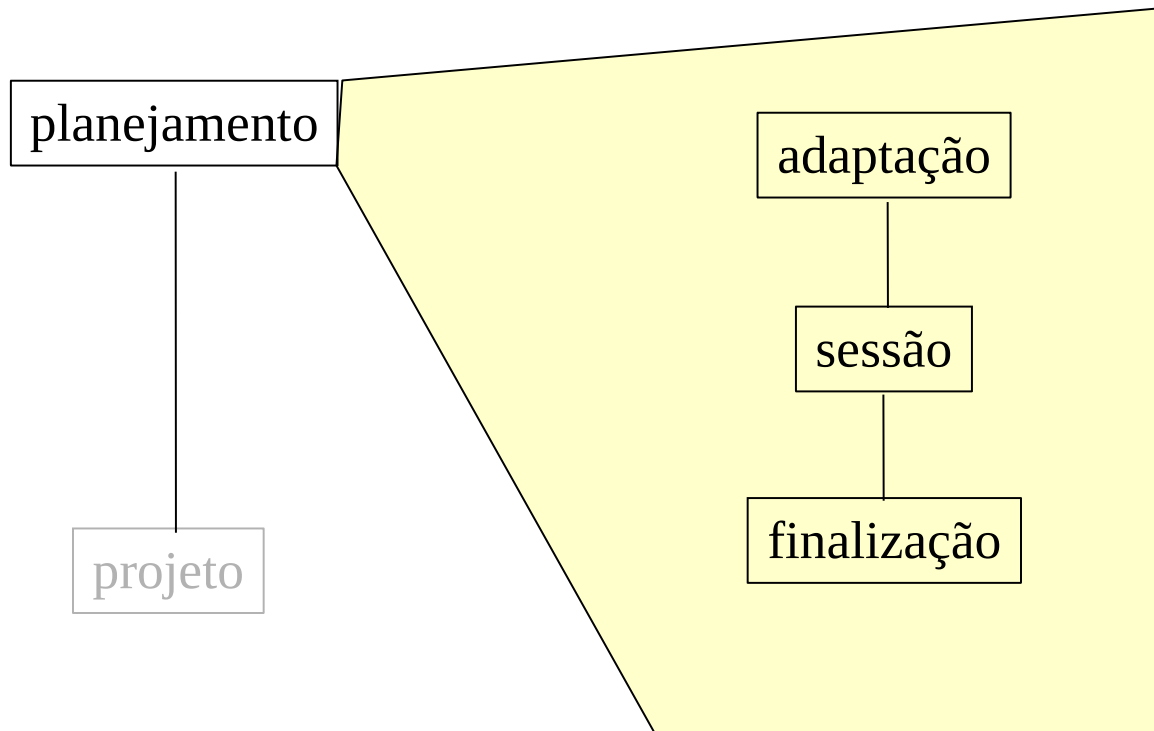 planejamento
projeto
adaptação
sessão
finalização